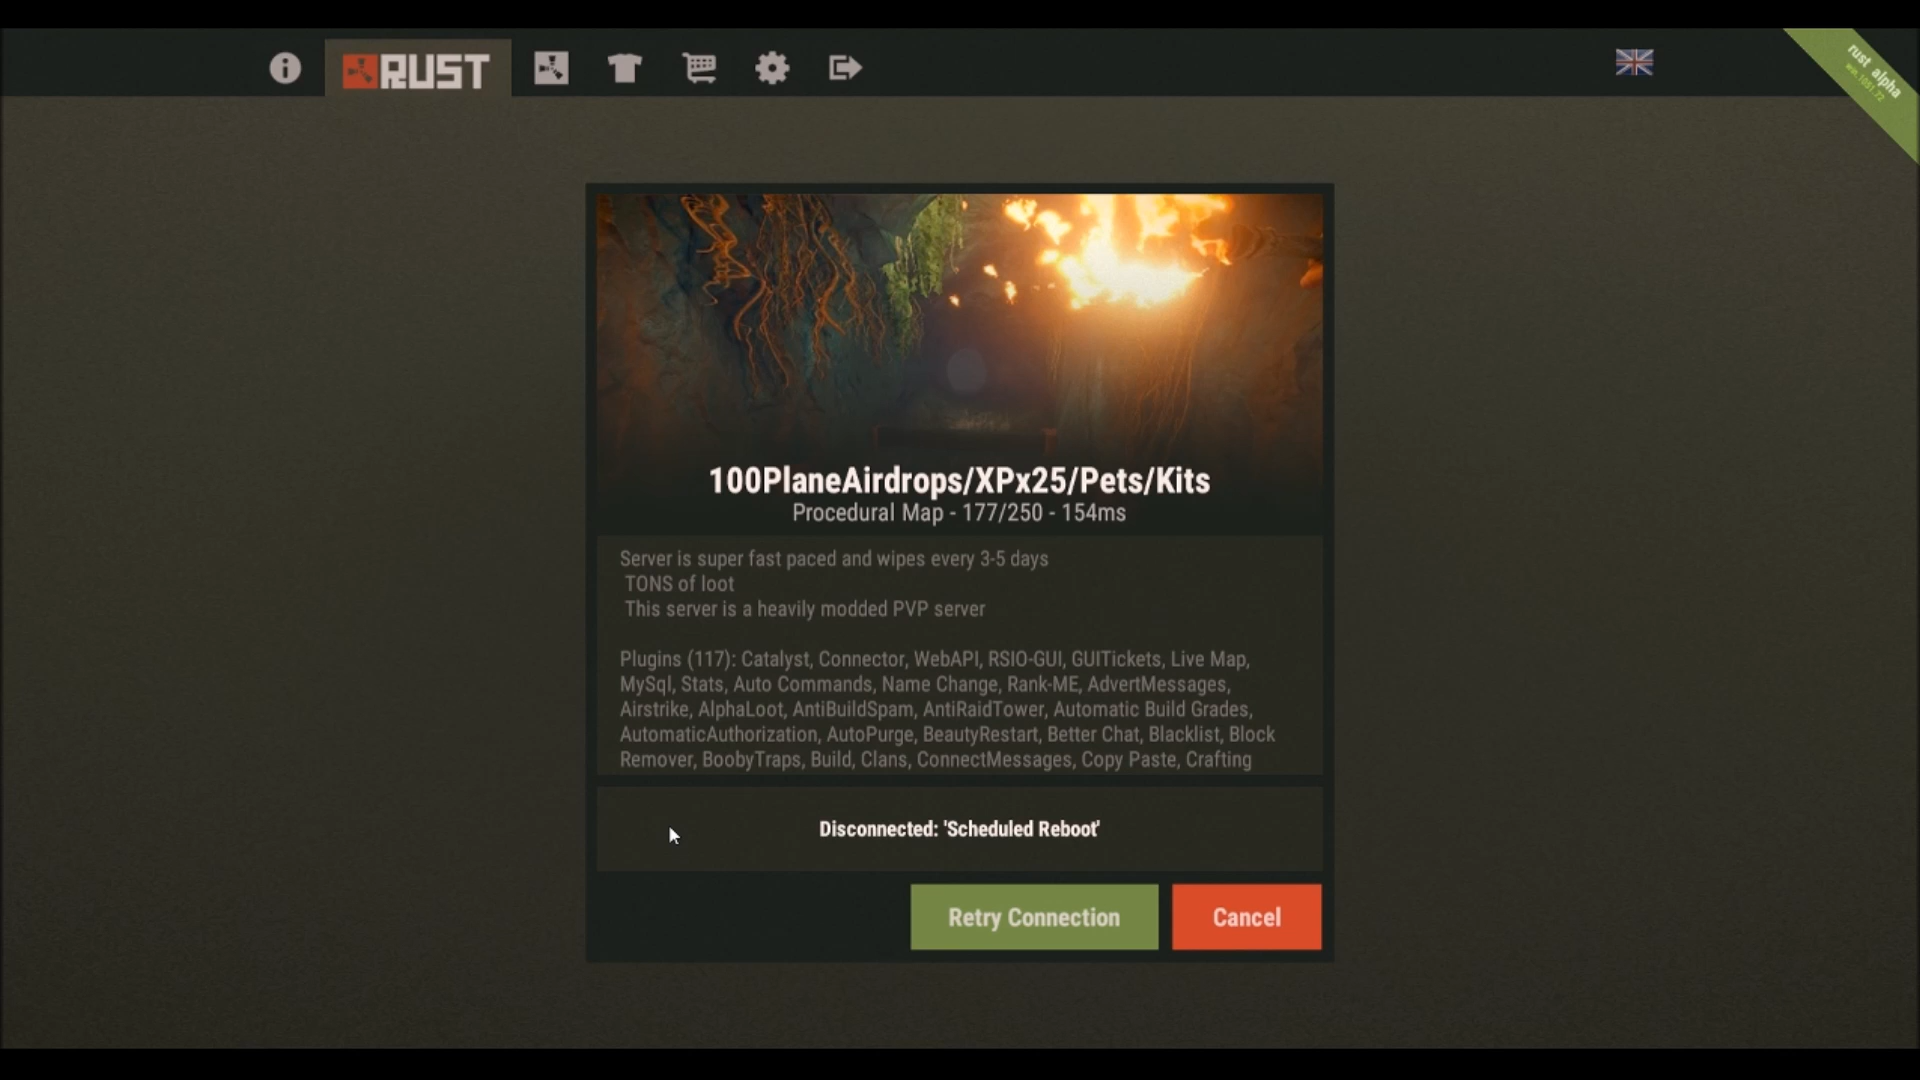 RUST
rust alpha
100PlaneAirdrops/XPx25/Pets/Kits
Procedural Map - 177/250 - 154ms
Server is super fast paced and wipes every 3-5 days
TONS of loot
This server is a heavily modded PVP server
Plugins (117): Catalyst, Connector, WebAPI, RSIO-GUI, GUITickets, Live Map,
MySql, Stats, Auto Commands, Name Change, Rank-ME, AdvertMessages,
Airstrike, AlphaLoot, AntiBuildSpam, AntiRaidTower, Automatic Build Grades,
AutomaticAuthorization, AutoPurge, BeautyRestart, Better Chat, Blacklist, Block
Remover, BoobyTraps, Build, Clans, ConnectMessages, Copy Paste, Crafting
Disconnected: 'Scheduled Reboot'
Retry Connection
Cancel